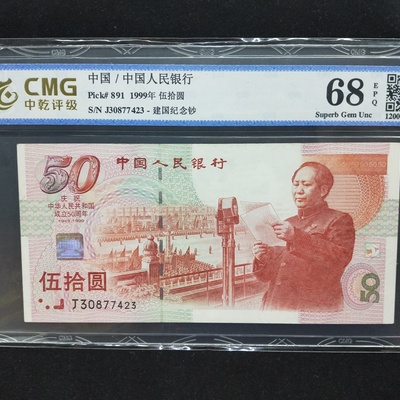 CMG
中乾评级
中国 / 中国人民银行
Pick# 891 1999年 伍拾圆
S/N J30877423 - 建国纪念钞
68
EPQ
Superb Gem Unc
1200
50
中国人民银行
庆祝
中华人民共和国
成立50周年
1949-1999
伍拾圆
J30877423
50